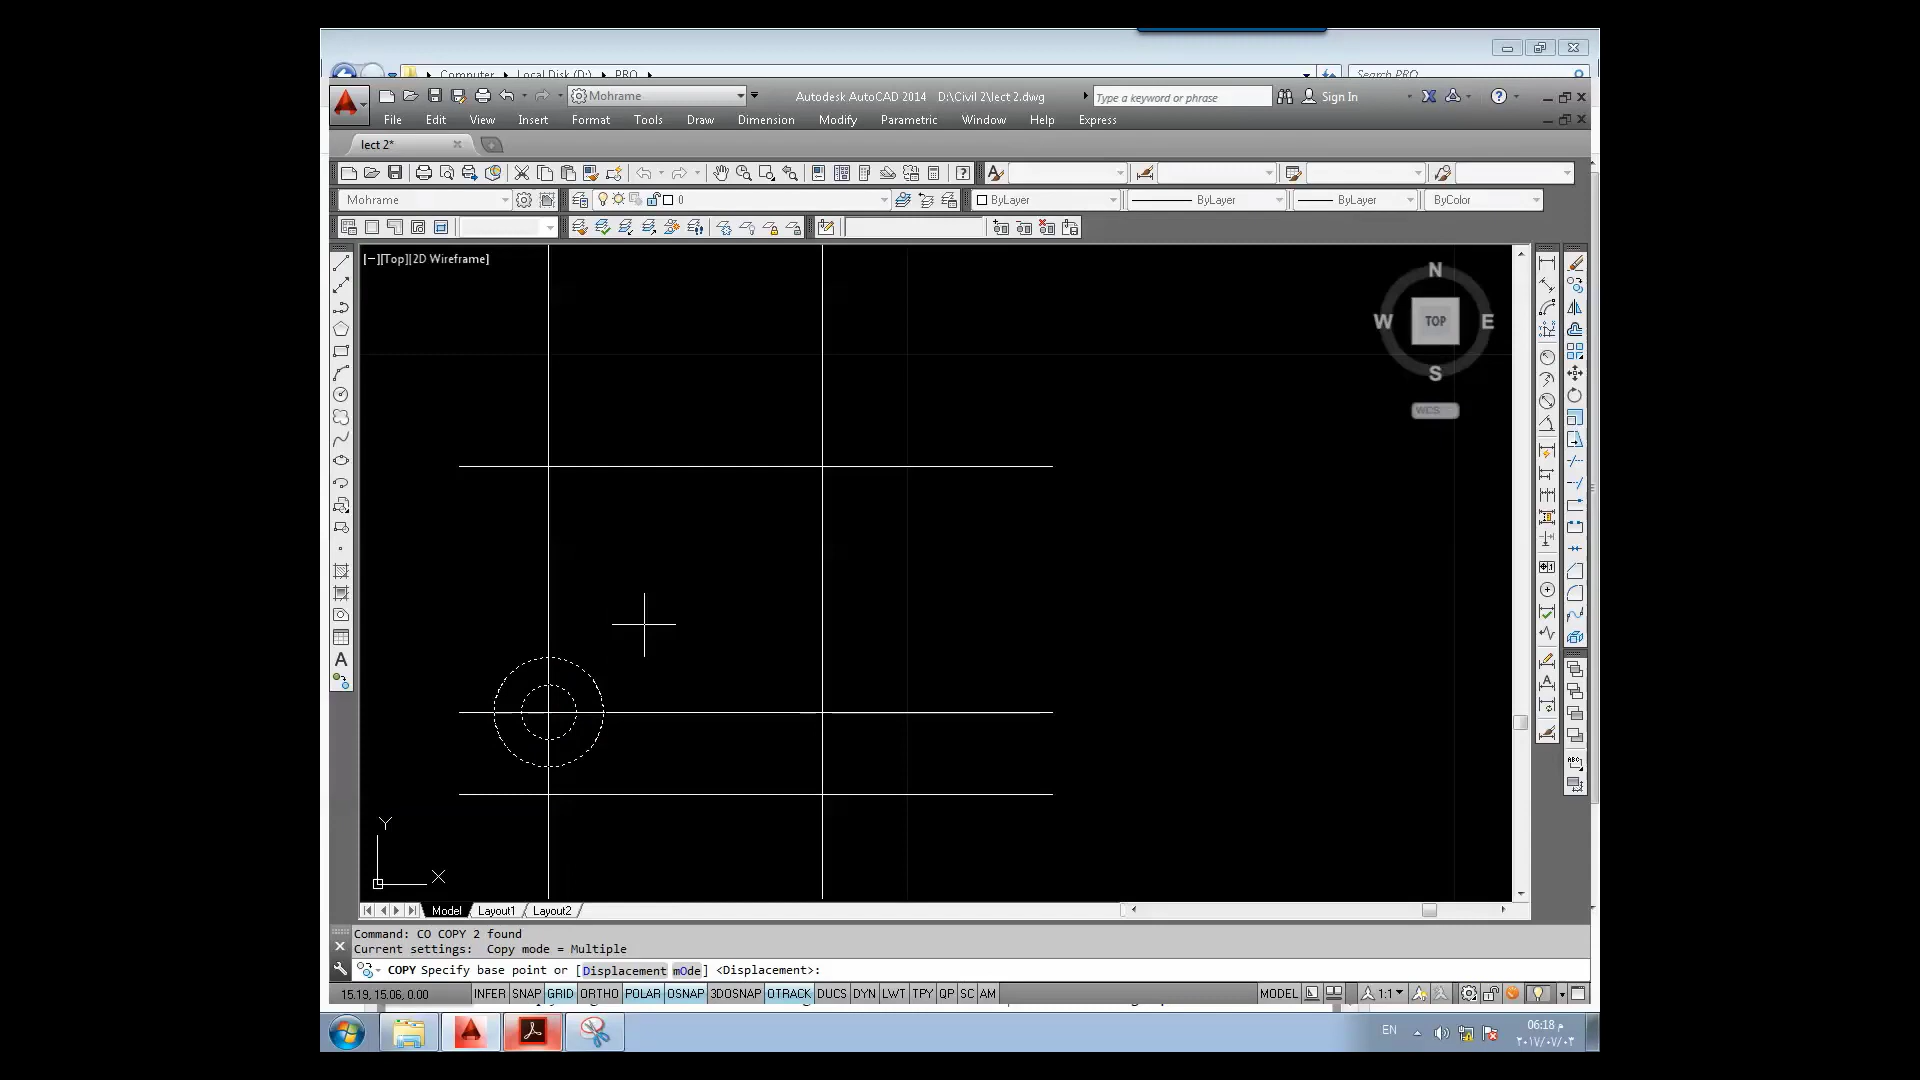 Computer ▸ Local Disk (D:) ▸ PRO ▸
Search PRO
Mohrame
Autodesk AutoCAD 2014 D:\Civil 2\lect 2.dwg
Type a keyword or phrase
Sign In
File Edit View Insert Format Tools Draw Dimension Modify Parametric Window Help Express
lect 2*
Mohrame
0
ByLayer
ByLayer
ByLayer
ByColor
[−][Top][2D Wireframe]
N
W TOP E
S
WCS
Y
X
Model Layout1 Layout2
Command: CO COPY 2 found
Current settings: Copy mode = Multiple
COPY Specify base point or [Displacement mOde] <Displacement>:
15.19, 15.06, 0.00
INFER SNAP GRID ORTHO POLAR OSNAP 3DOSNAP OTRACK DUCS DYN LWT TPY QP SC AM
MODEL
1:1
EN
06:18 م
٢٠١٧/٠٧/٠٣